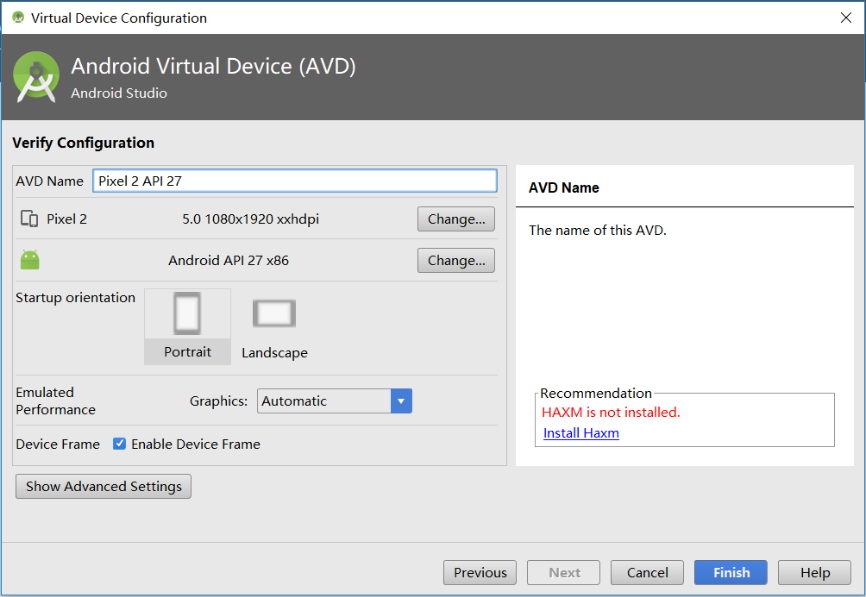 Virtual Device Configuration
Android Virtual Device (AVD)
Android Studio
Verify Configuration
AVD Name Pixel 2 API 27
Pixel 2 5.0 1080x1920 xxhdpi Change...
Android API 27 x86 Change...
Startup orientation
Portrait Landscape
Emulated
Performance
Graphics: Automatic
Device Frame Enable Device Frame
Show Advanced Settings
AVD Name
The name of this AVD.
Recommendation
HAXM is not installed.
Install Haxm
Previous Next Cancel Finish Help